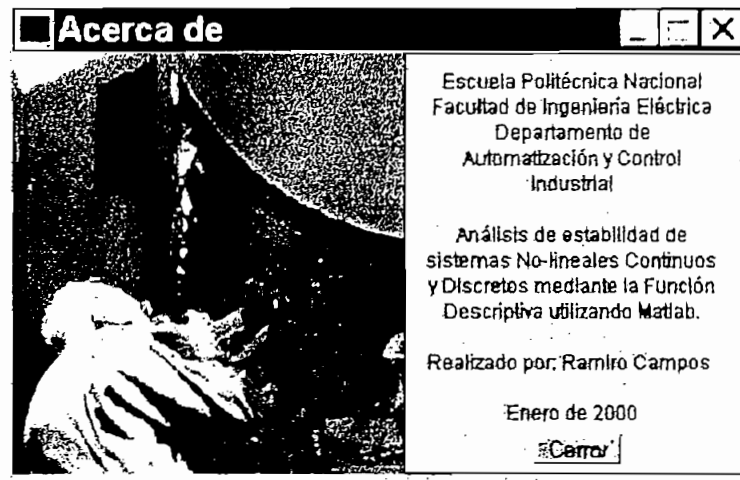 Acerca de
Escuela Politécnica Nacional
Facultad de Ingeniería Eléctrica
Departamento de
Automatización y Control
Industrial
Análisis de estabilidad de
sistemas No-lineales Continuos
y Discretos mediante la Función
Descriptiva utilizando Matlab.
Realizado por: Ramiro Campos
Enero de 2000
Cerrar